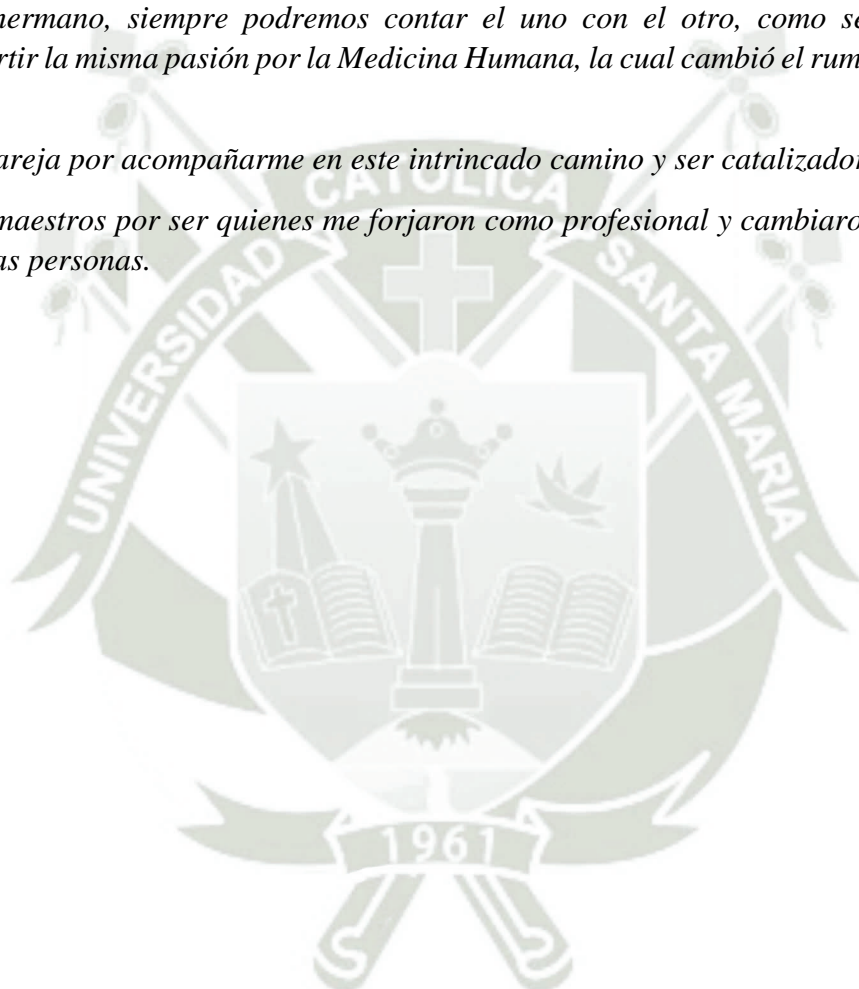 hermano, siempre podremos contar el uno con el otro, como se
rtir la misma pasión por la Medicina Humana, la cual cambió el rum
areja por acompañarme en este intrincado camino y ser catalizador
maestros por ser quienes me forjaron como profesional y cambiaro
as personas.
UNIVERSIDAD CATOLICA SANTA MARIA
1961